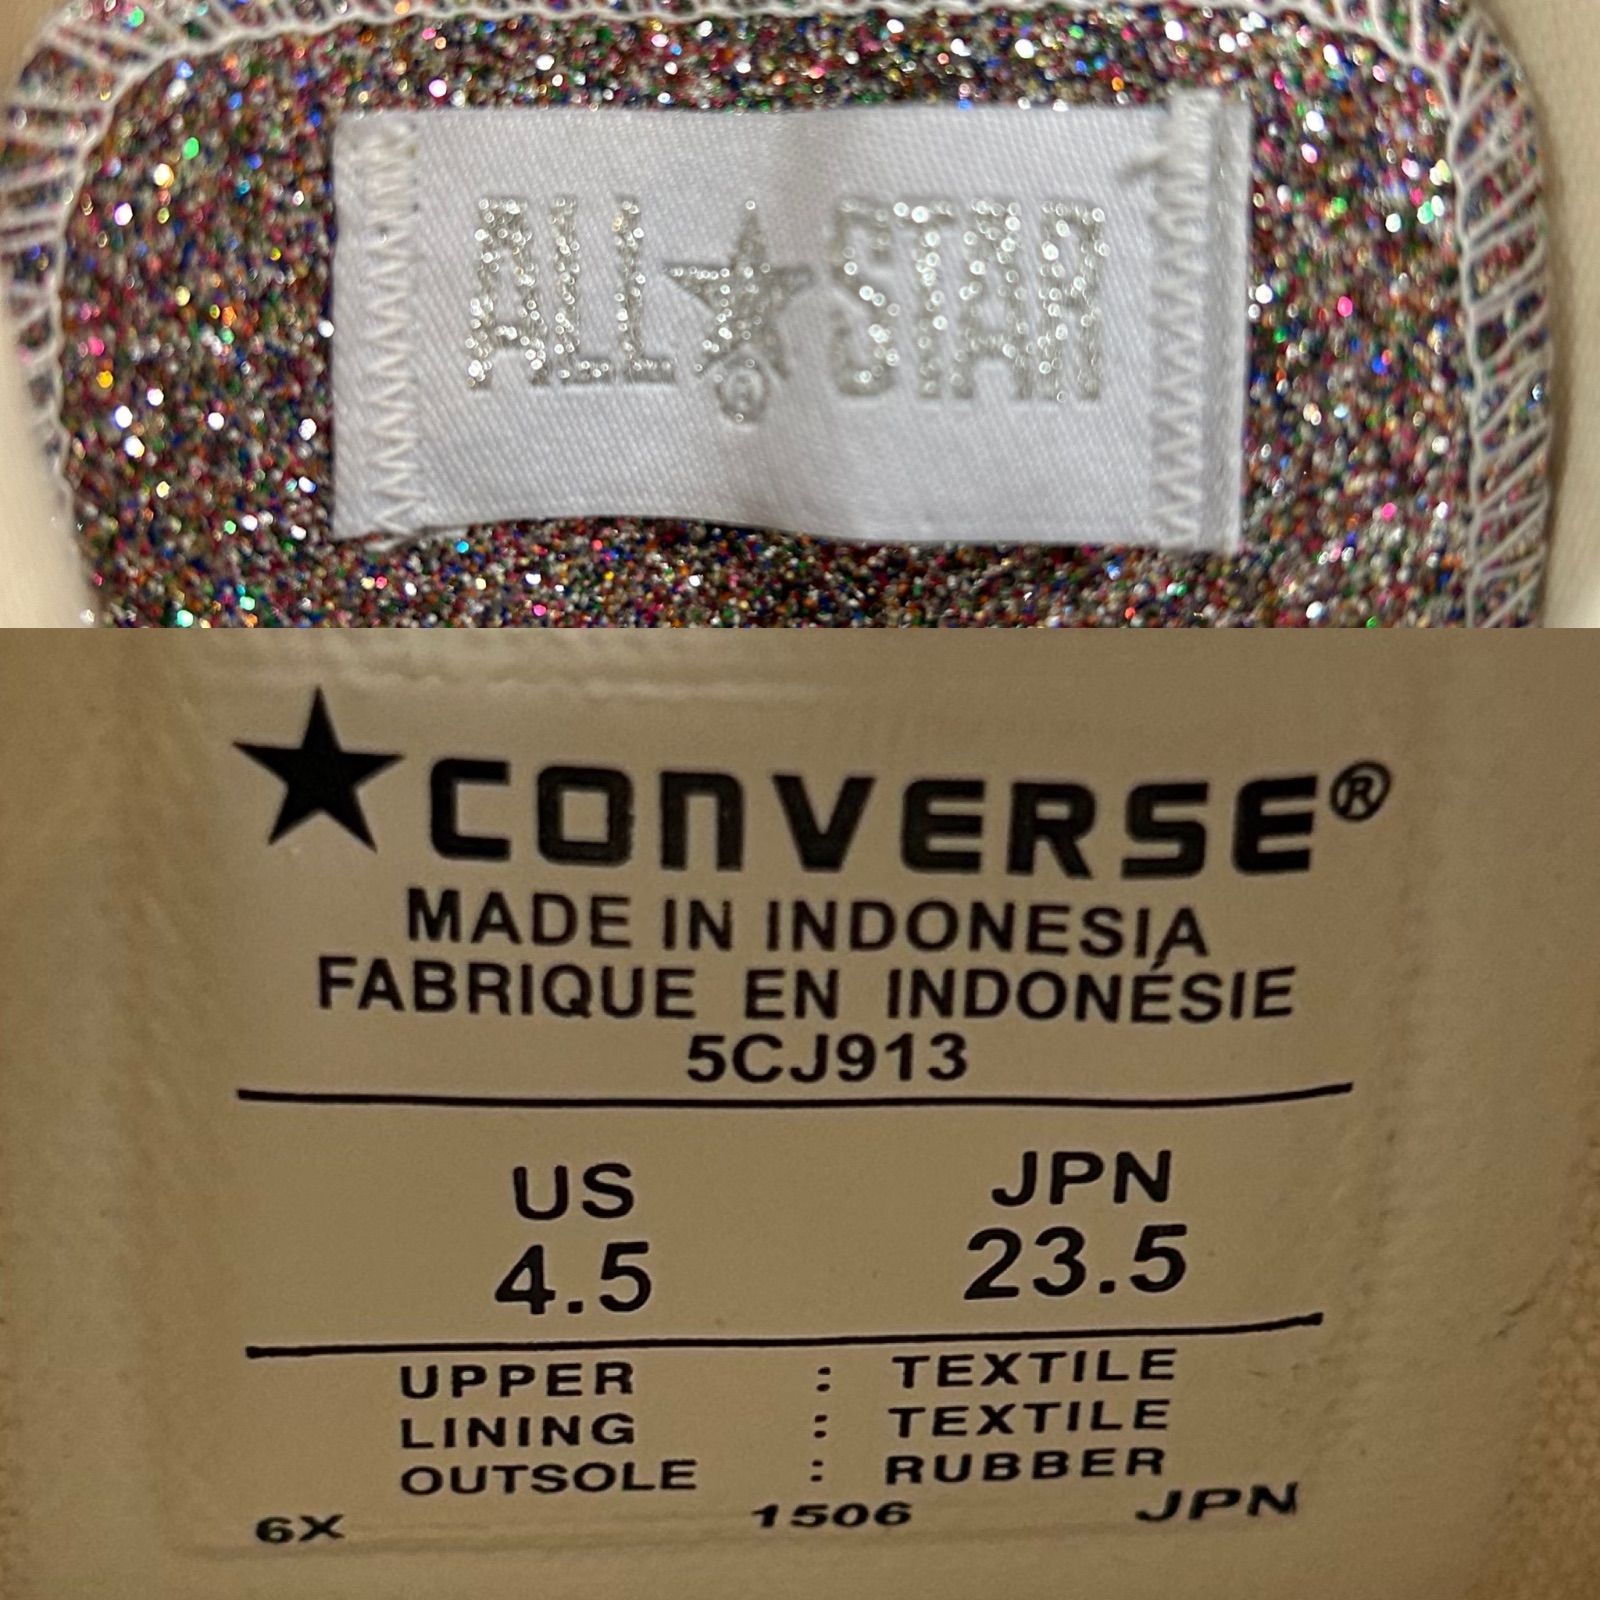 ALL★STAR®
★CONVERSE®
MADE IN INDONESIA
FABRIQUE EN INDONÉSIE
5CJ913
US JPN
4.5 23.5
UPPER : TEXTILE
LINING : TEXTILE
OUTSOLE : RUBBER
6X 1506 JPN